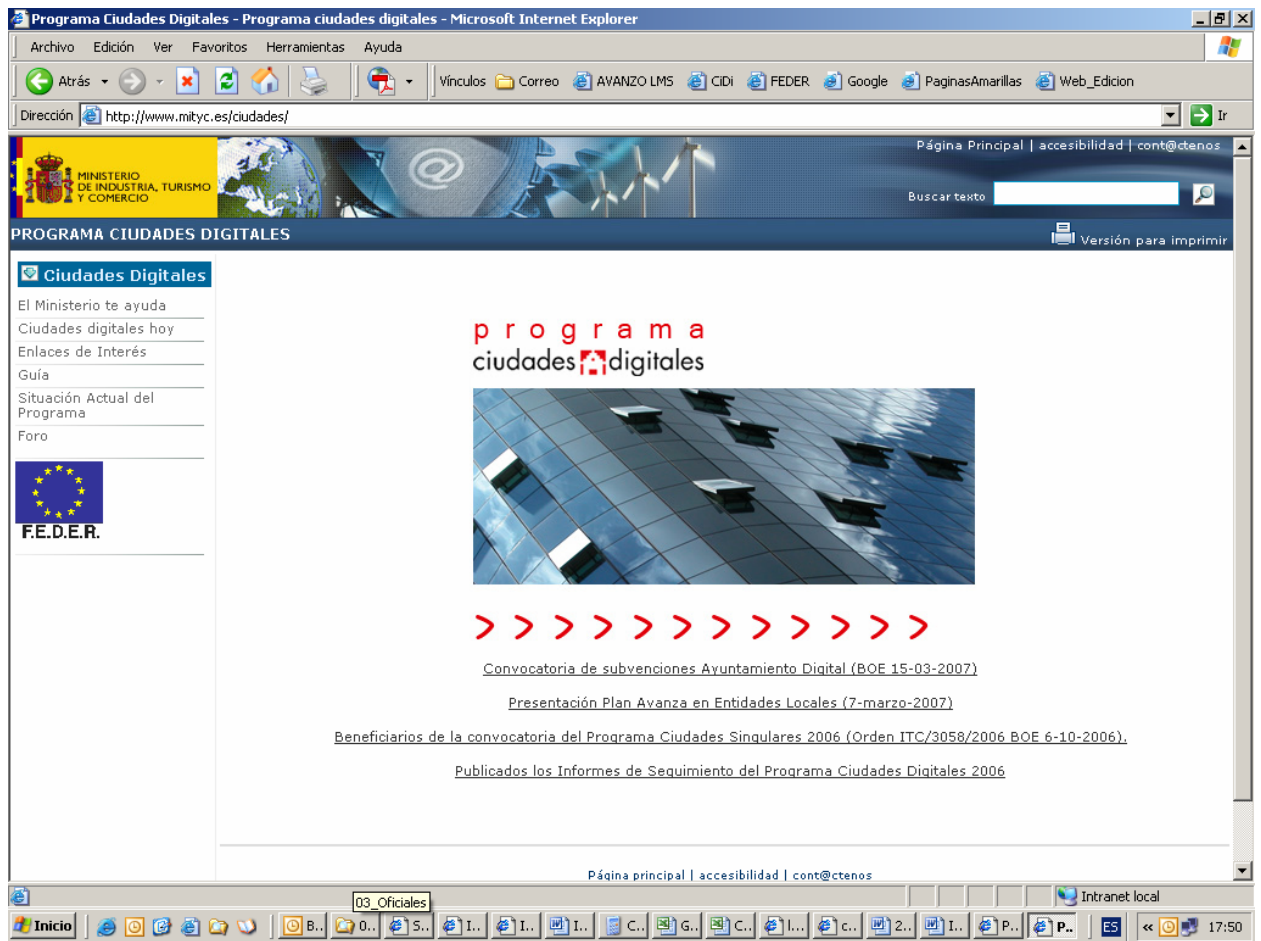 Programa Ciudades Digitales - Programa ciudades digitales - Microsoft Internet Explorer
Archivo Edición Ver Favoritos Herramientas Ayuda
Atrás Vínculos Correo AVANZO LMS CiDi FEDER Google PaginasAmarillas Web_Edicion
Dirección http://www.mityc.es/ciudades/ Ir
Página Principal | accesibilidad | cont@ctenos
MINISTERIO
DE INDUSTRIA, TURISMO
Y COMERCIO
@
Buscar texto
PROGRAMA CIUDADES DIGITALES
Versión para imprimir
Ciudades Digitales
El Ministerio te ayuda
Ciudades digitales hoy
Enlaces de Interés
Guía
Situación Actual del
Programa
Foro
F.E.D.E.R.
programa
ciudades digitales
> > > > > > > > > > > >
Convocatoria de subvenciones Ayuntamiento Digital (BOE 15-03-2007)
Presentación Plan Avanza en Entidades Locales (7-marzo-2007)
Beneficiarios de la convocatoria del Programa Ciudades Singulares 2006 (Orden ITC/3058/2006 BOE 6-10-2006).
Publicados los Informes de Seguimiento del Programa Ciudades Digitales 2006
Página principal | accesibilidad | cont@ctenos
03_Oficiales
Intranet local
Inicio B.. 0.. S.. I.. I.. I.. C.. G.. C.. l... c.. 2.. I.. P.. P.. ES « 17:50